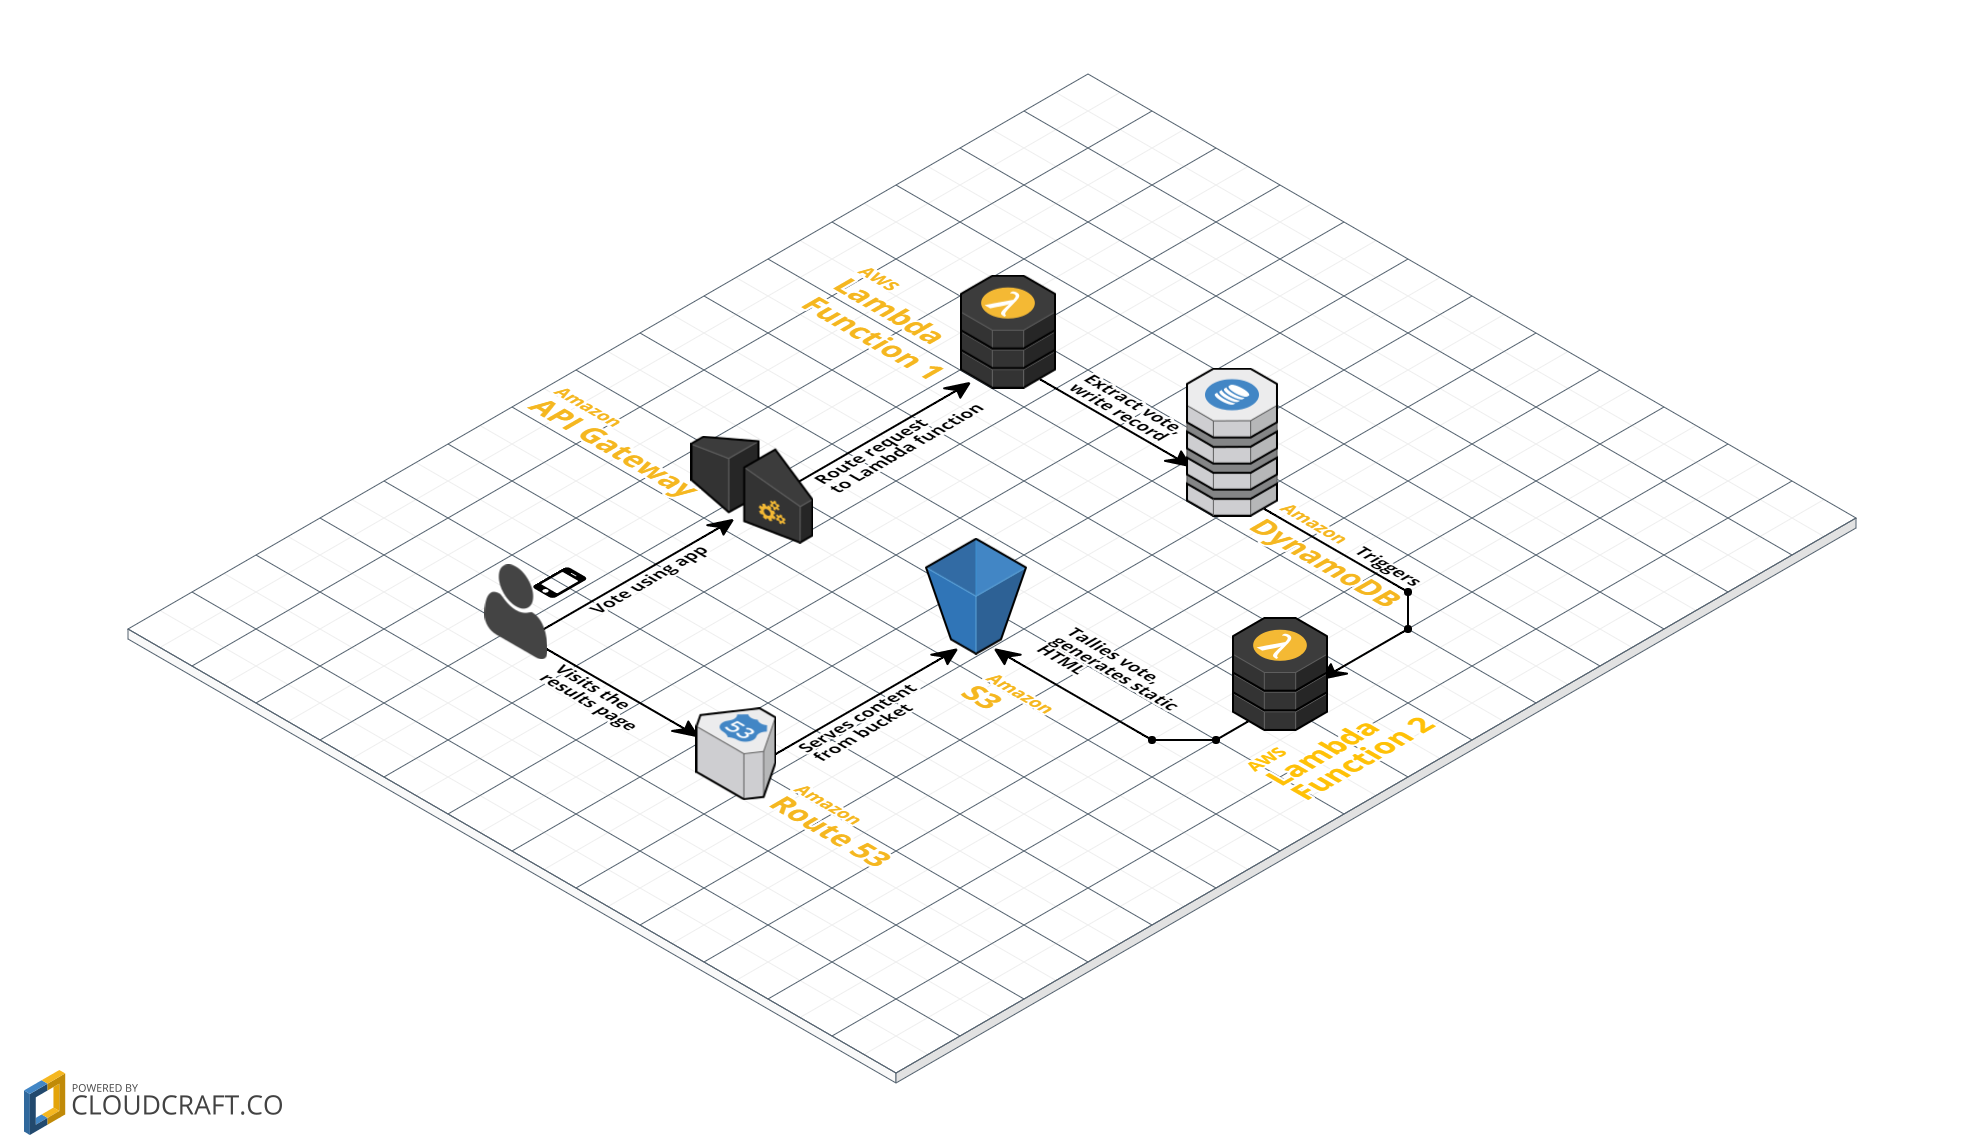 AWS
Lambda
Function 1
Amazon
API Gateway
Route request
to Lambda function
Extract vote,
write record
Amazon
DynamoDB
Triggers
Vote using app
Visits the
results page
53
Serves content
from bucket
Amazon
S3
Tallies vote,
generates static
HTML
AWS
Lambda
Function 2
Amazon
Route 53
POWERED BY
CLOUDCRAFT.CO